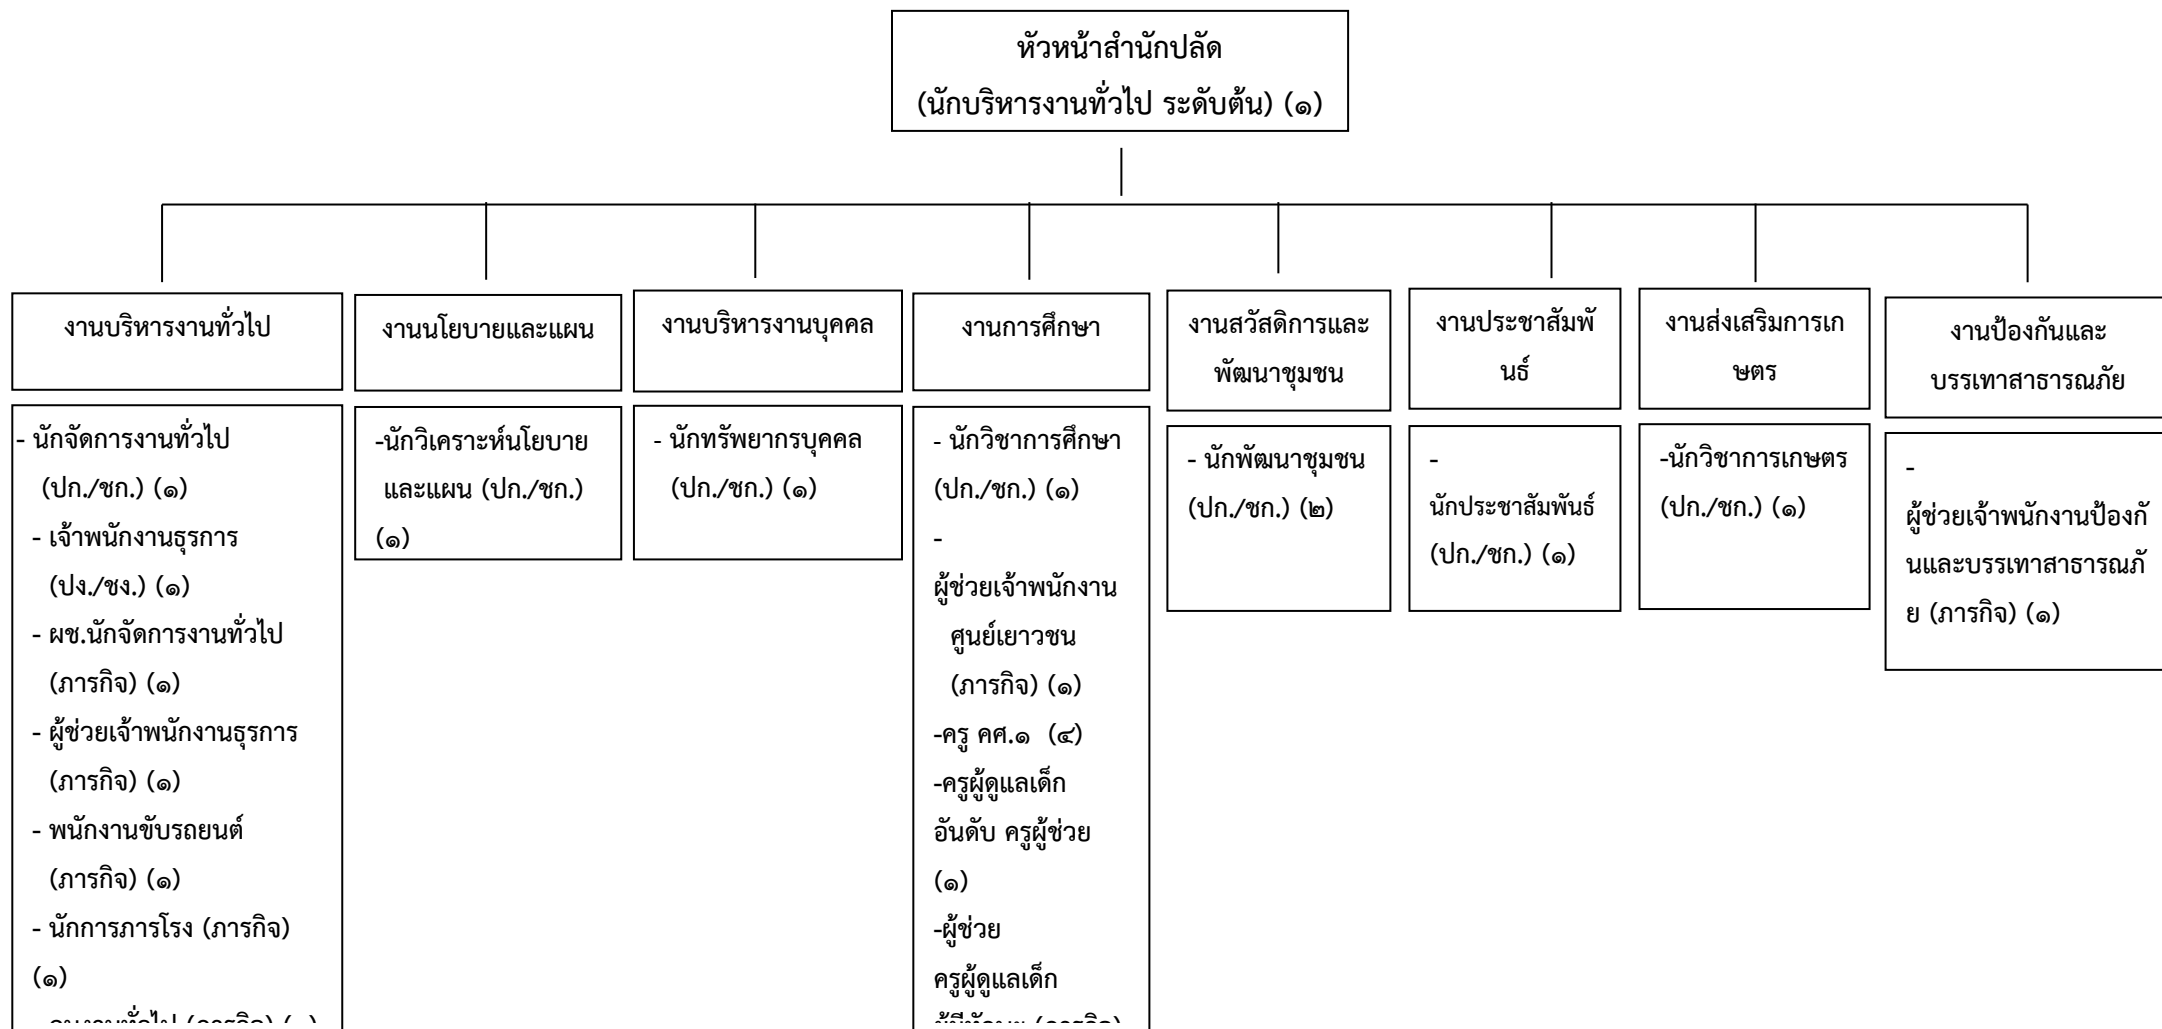 หัวหน้าสำนักปลัด
(นักบริหารงานทั่วไป ระดับต้น) (๑)
งานบริหารงานทั่วไป
งานนโยบายและแผน
งานบริหารงานบุคคล
งานการศึกษา
งานสวัสดิการและ
พัฒนาชุมชน
งานประชาสัมพั
นธ์
งานส่งเสริมการเก
ษตร
งานป้องกันและ
บรรเทาสาธารณภัย
- นักจัดการงานทั่วไป
(ปก./ชก.) (๑)
- เจ้าพนักงานธุรการ
(ปง./ชง.) (๑)
- ผช.นักจัดการงานทั่วไป
(ภารกิจ) (๑)
- ผู้ช่วยเจ้าพนักงานธุรการ
(ภารกิจ) (๑)
- พนักงานขับรถยนต์
(ภารกิจ) (๑)
- นักการภารโรง (ภารกิจ)
(๑)
-นักวิเคราะห์นโยบาย
และแผน (ปก./ชก.)
(๑)
- นักทรัพยากรบุคคล
(ปก./ชก.) (๑)
- นักวิชาการศึกษา
(ปก./ชก.) (๑)
-
ผู้ช่วยเจ้าพนักงาน
ศูนย์เยาวชน
(ภารกิจ) (๑)
-ครู คศ.๑ (๔)
-ครูผู้ดูแลเด็ก
อันดับ ครูผู้ช่วย
(๑)
-ผู้ช่วย
ครูผู้ดูแลเด็ก
- นักพัฒนาชุมชน
(ปก./ชก.) (๒)
-
นักประชาสัมพันธ์
(ปก./ชก.) (๑)
-นักวิชาการเกษตร
(ปก./ชก.) (๑)
-
ผู้ช่วยเจ้าพนักงานป้องกั
นและบรรเทาสาธารณภั
ย (ภารกิจ) (๑)